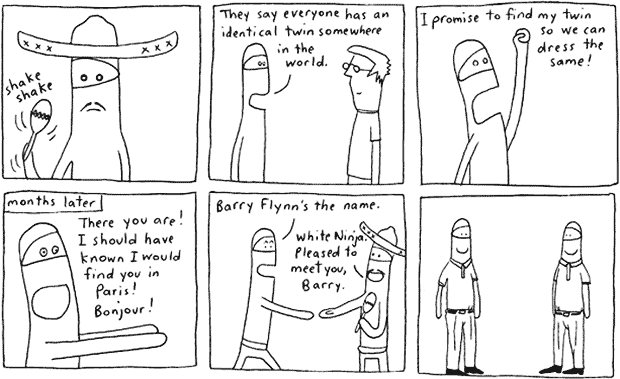 shake
shake
They say everyone has an
identical twin somewhere
in the
world.
I promise to find my twin
so we can
dress the
same!
months later
There you are!
I should have
known I would
find you in
Paris!
Bonjour!
Barry Flynn's the name.
White Ninja.
Pleased to
meet you,
Barry.